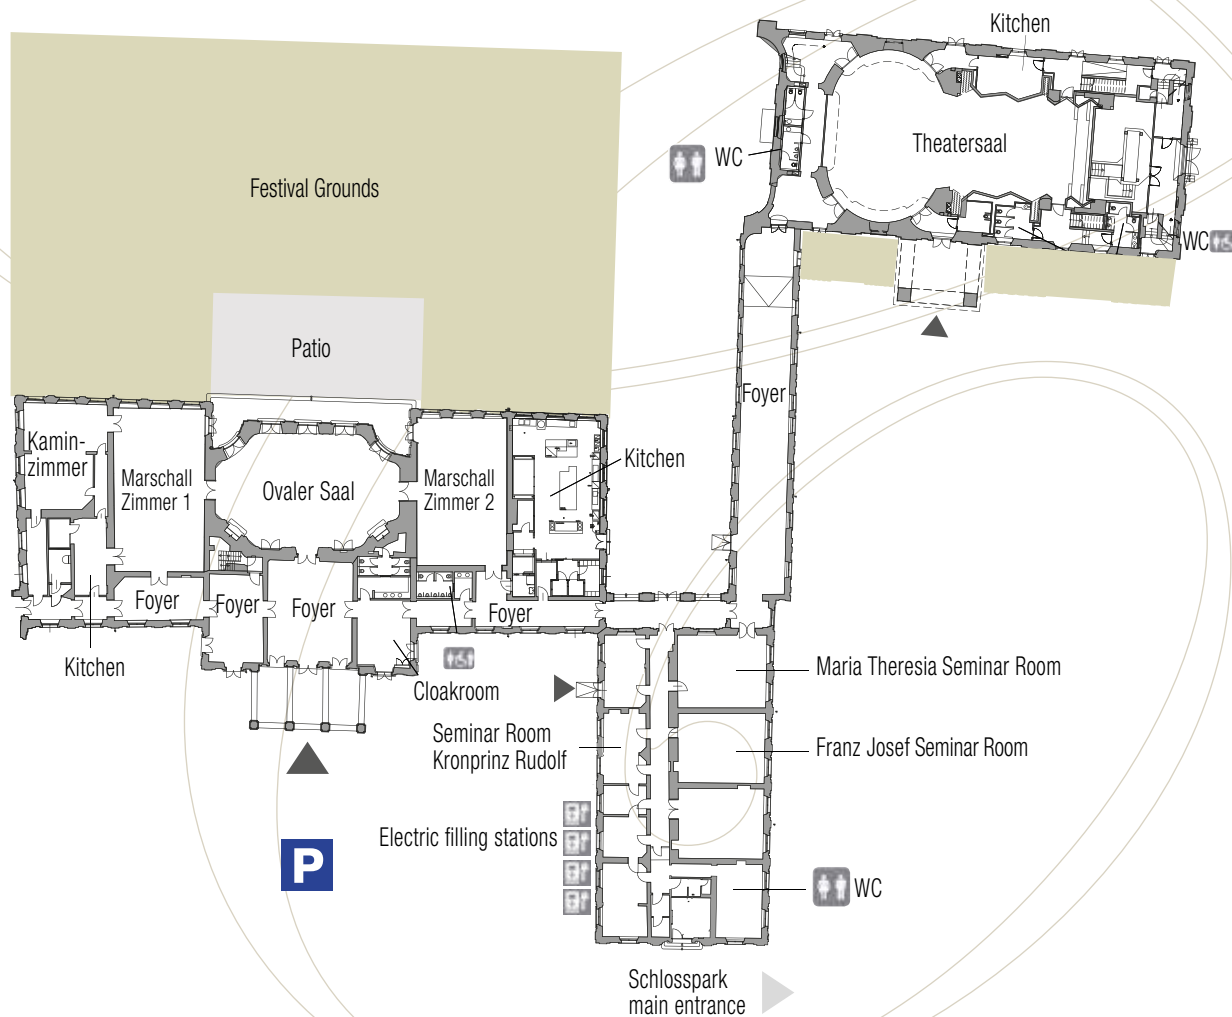 Kitchen
Theatersaal
WC
WC
Festival Grounds
Patio
Foyer
Kamin-
zimmer
Marschall
Zimmer 1
Ovaler Saal
Marschall
Zimmer 2
Kitchen
Foyer
Foyer
Foyer
Foyer
Kitchen
Cloakroom
Maria Theresia Seminar Room
Seminar Room
Kronprinz Rudolf
Franz Josef Seminar Room
Electric filling stations
P
WC
Schlosspark
main entrance